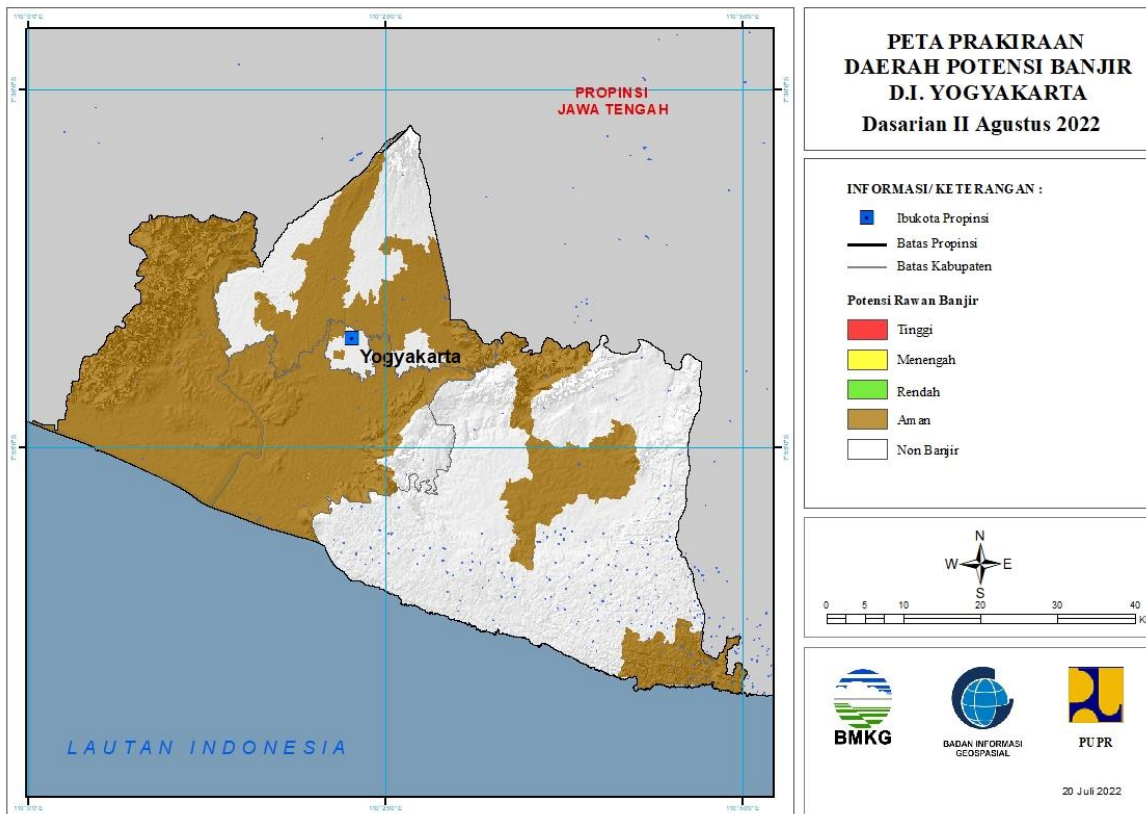 PROPINSI
JAWA TENGAH
Yogyakarta
LAUTAN INDONESIA
PETA PRAKIRAAN
DAERAH POTENSI BANJIR
D.I. YOGYAKARTA
Dasarian II Agustus 2022
INFORMASI/ KETERANGAN :
Ibukota Propinsi
Batas Propinsi
Batas Kabupaten
Potensi Rawan Banjir
Tinggi
Menengah
Rendah
Aman
Non Banjir
N
W E
S
0 5 10 20 30 40
BMKG
BADAN INFORMASI
GEOSPASIAL
PUPR
20 Juli 2022